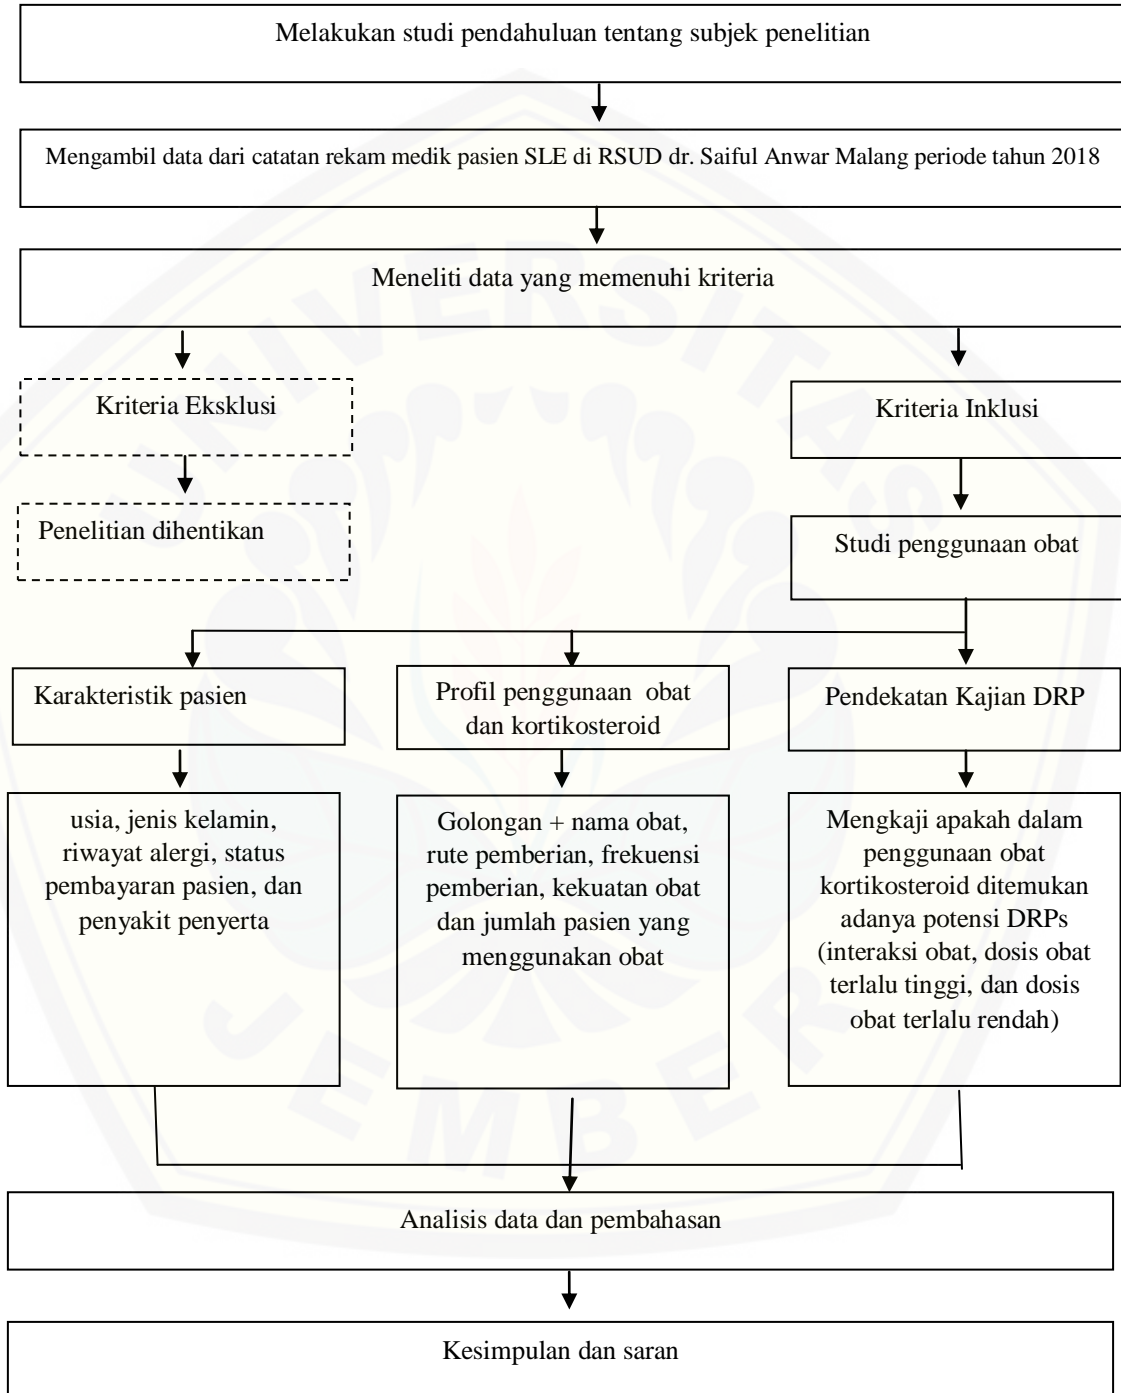 Melakukan studi pendahuluan tentang subjek penelitian
Mengambil data dari catatan rekam medik pasien SLE di RSUD dr. Saiful Anwar Malang periode tahun 2018
Meneliti data yang memenuhi kriteria
Kriteria Eksklusi
Kriteria Inklusi
Penelitian dihentikan
Studi penggunaan obat
Karakteristik pasien
Profil penggunaan obat
dan kortikosteroid
Pendekatan Kajian DRP
usia, jenis kelamin,
riwayat alergi, status
pembayaran pasien, dan
penyakit penyerta
Golongan + nama obat,
rute pemberian, frekuensi
pemberian, kekuatan obat
dan jumlah pasien yang
menggunakan obat
Mengkaji apakah dalam
penggunaan obat
kortikosteroid ditemukan
adanya potensi DRPs
(interaksi obat, dosis obat
terlalu tinggi, dan dosis
obat terlalu rendah)
Analisis data dan pembahasan
Kesimpulan dan saran
UNIVERSITAS
JEMBER